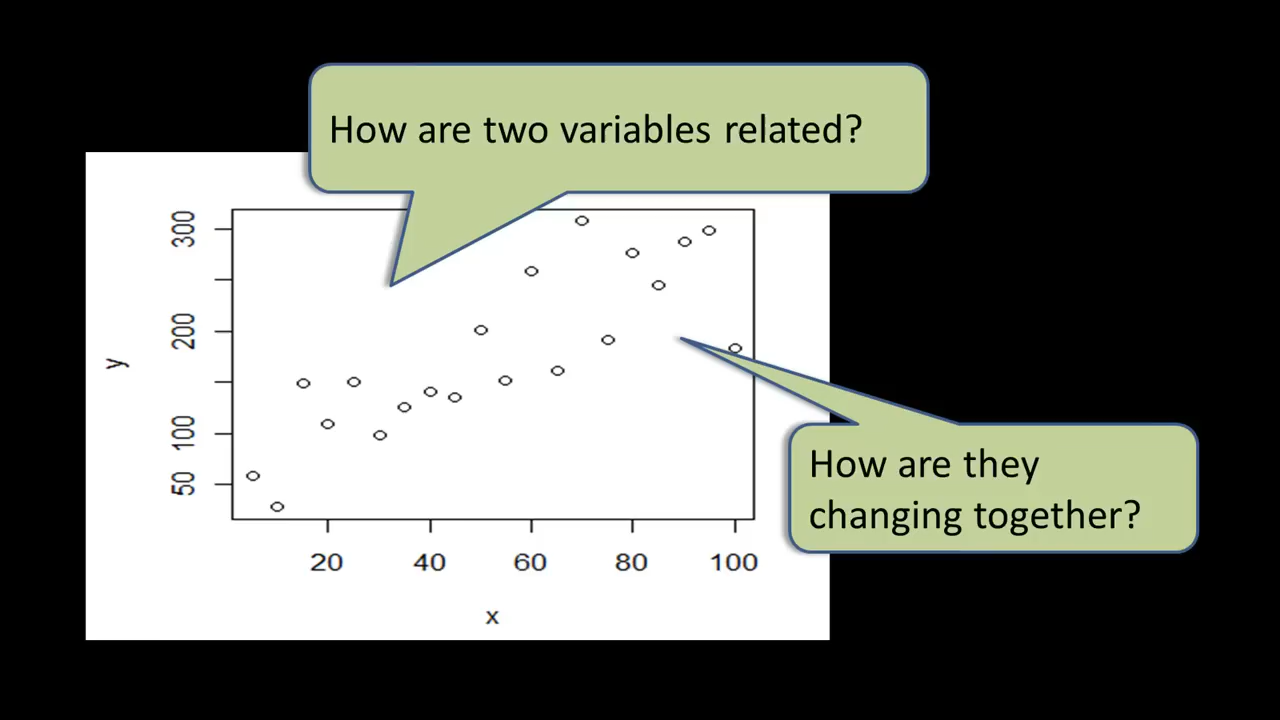 How are two variables related?
300
200
100
50
y
20 40 60 80 100
x
How are they
changing together?